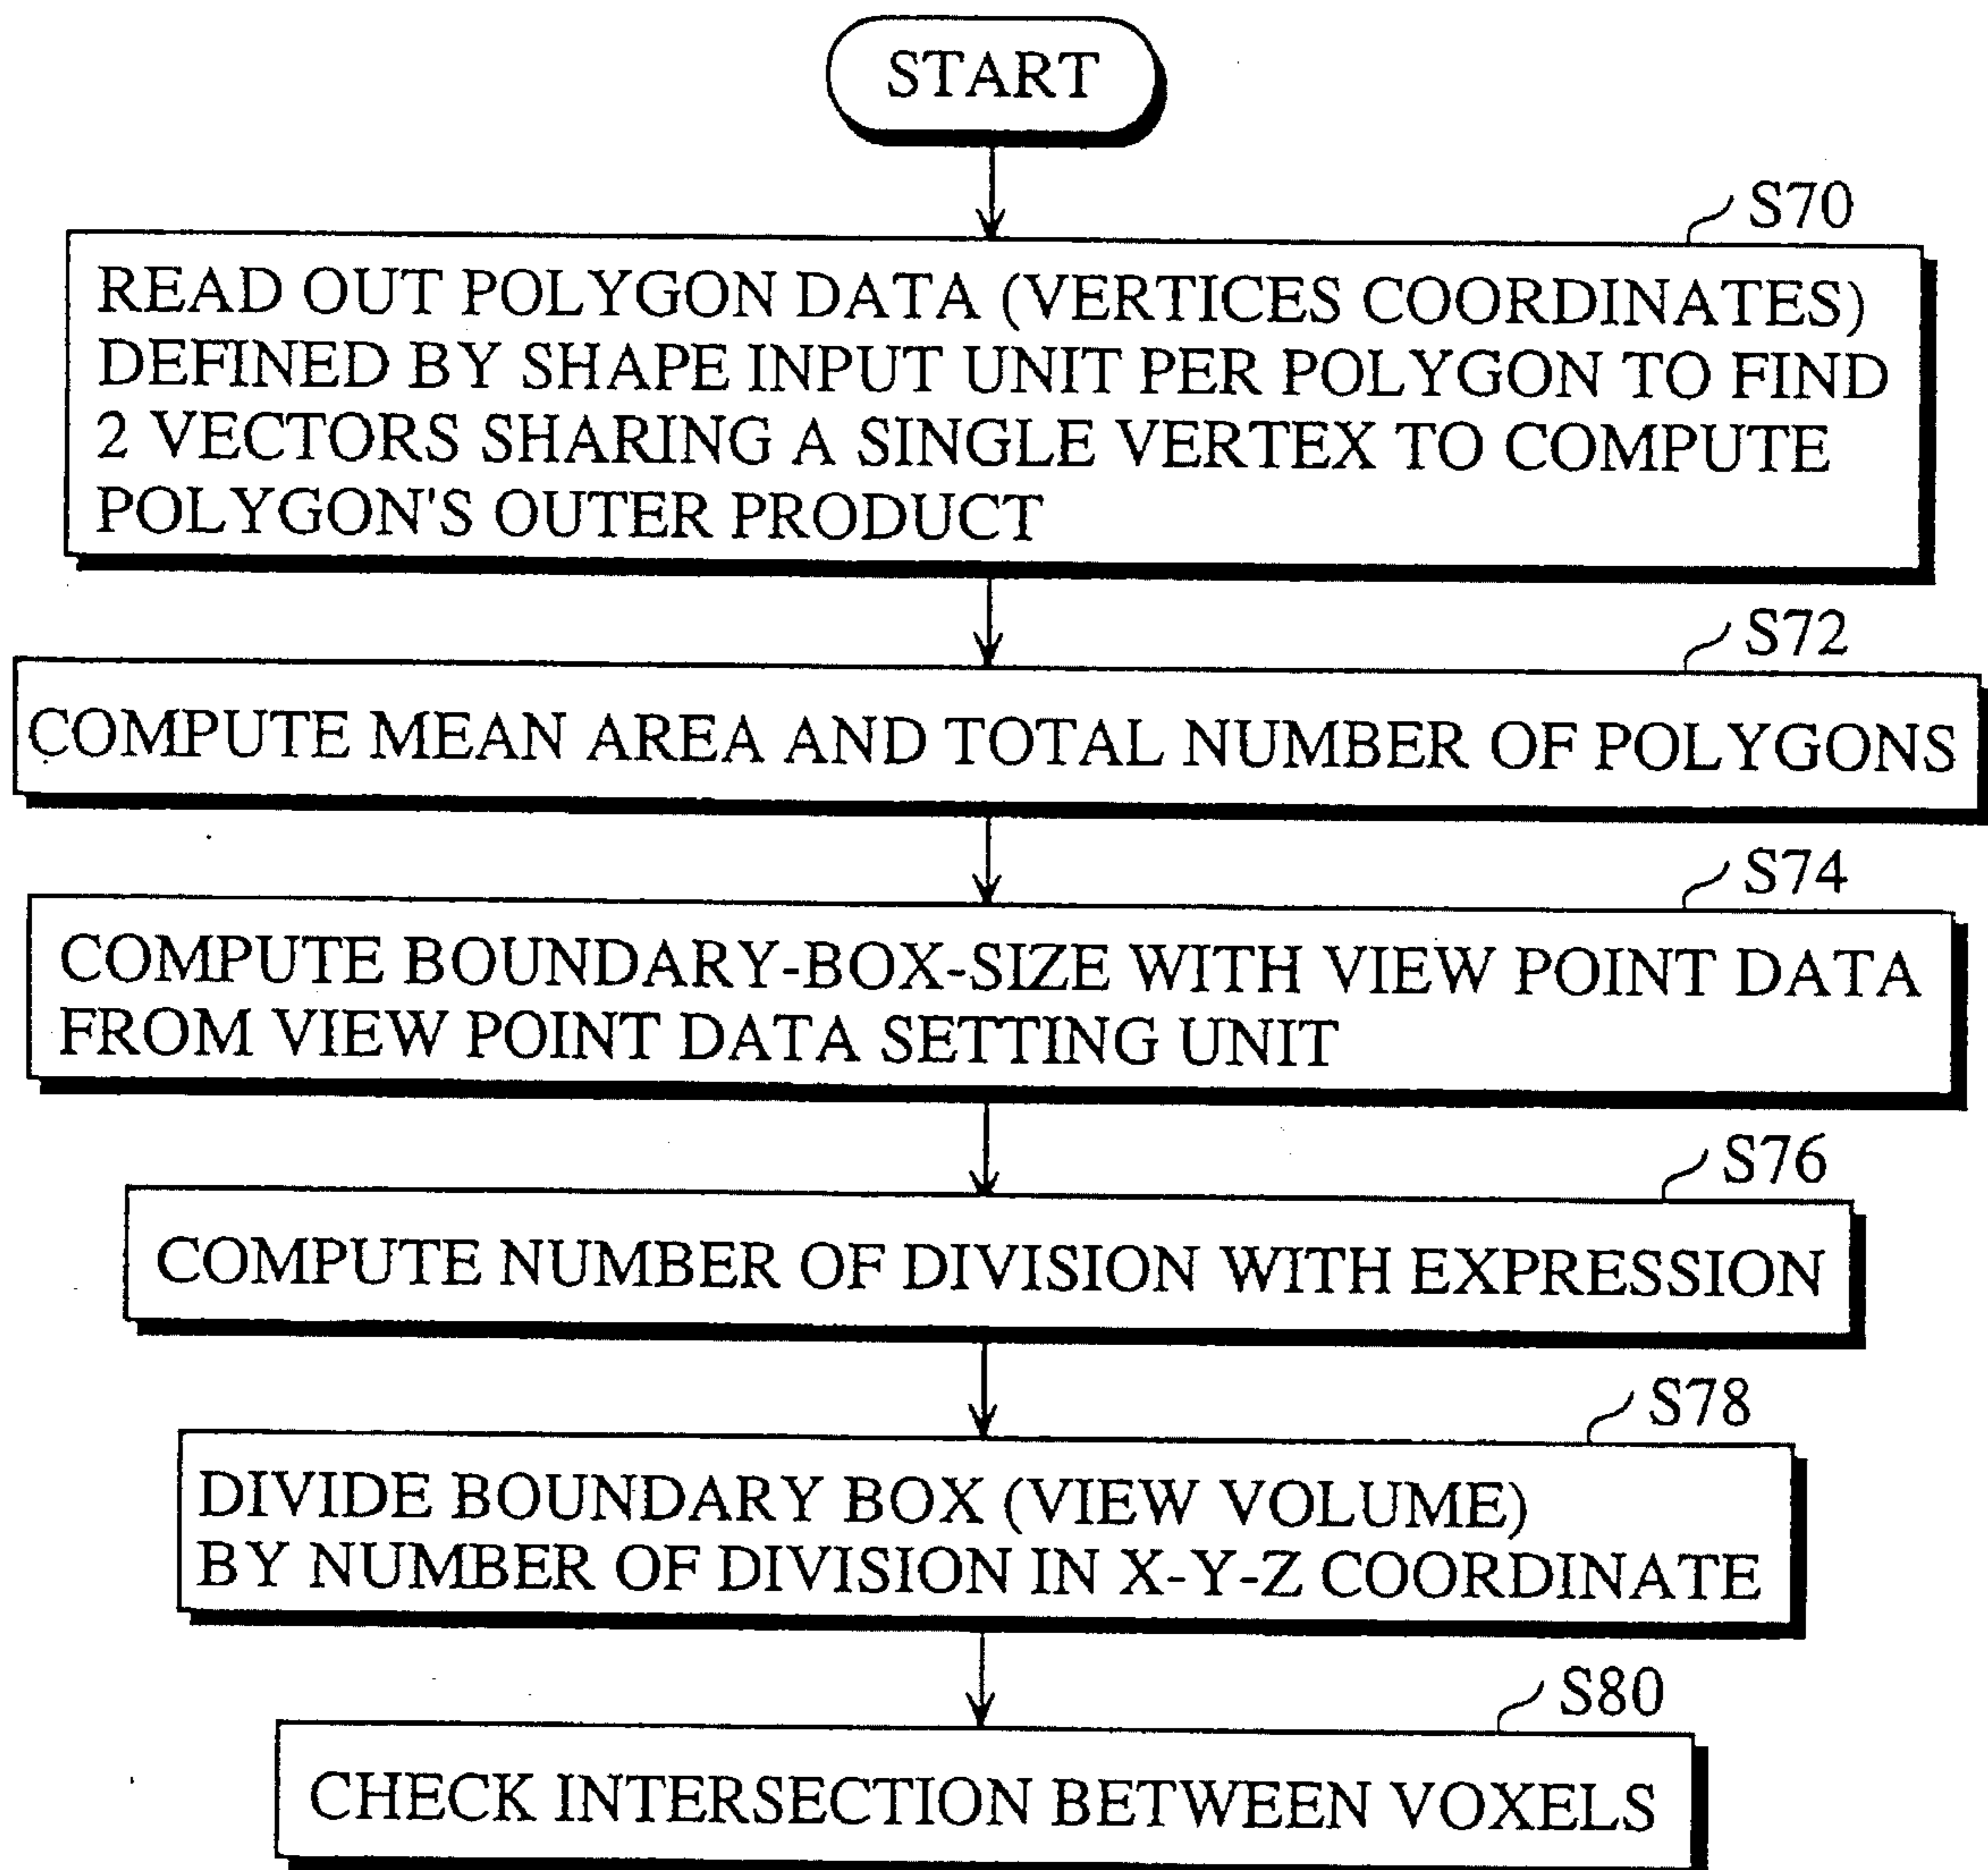 START
S70
READ OUT POLYGON DATA (VERTICES COORDINATES)
DEFINED BY SHAPE INPUT UNIT PER POLYGON TO FIND
2 VECTORS SHARING A SINGLE VERTEX TO COMPUTE
POLYGON'S OUTER PRODUCT
S72
COMPUTE MEAN AREA AND TOTAL NUMBER OF POLYGONS
S74
COMPUTE BOUNDARY-BOX-SIZE WITH VIEW POINT DATA
FROM VIEW POINT DATA SETTING UNIT
S76
COMPUTE NUMBER OF DIVISION WITH EXPRESSION
S78
DIVIDE BOUNDARY BOX (VIEW VOLUME)
BY NUMBER OF DIVISION IN X-Y-Z COORDINATE
S80
CHECK INTERSECTION BETWEEN VOXELS